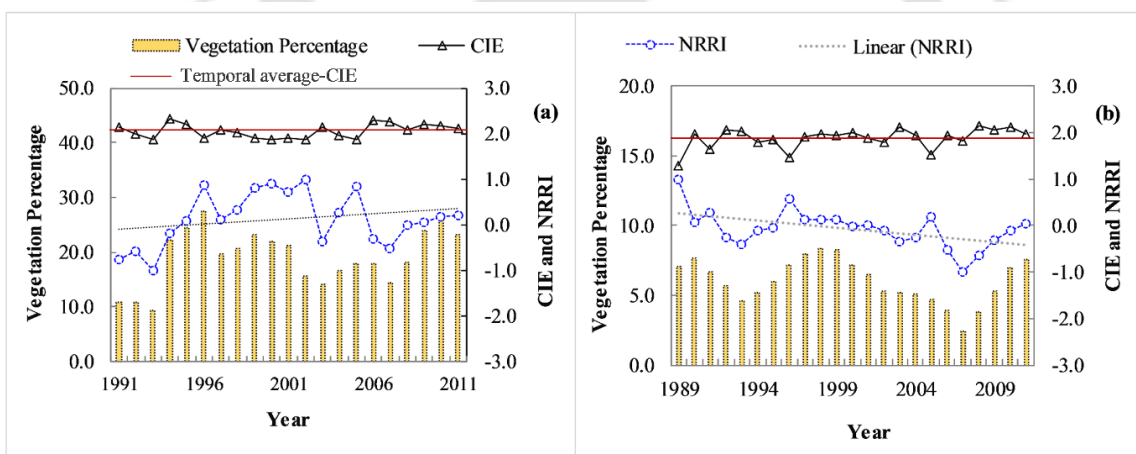 Vegetation Percentage CIE
Temporal average-CIE
(a)
50.0
40.0
30.0
20.0
10.0
0.0
Vegetation Percentage
3.0
2.0
1.0
0.0
-1.0
-2.0
-3.0
CIE and NRRI
1991 1996 2001 2006 2011
Year
NRRI Linear (NRRI)
(b)
20.0
15.0
10.0
5.0
0.0
Vegetation Percentage
3.0
2.0
1.0
0.0
-1.0
-2.0
-3.0
CIE and NRRI
1989 1994 1999 2004 2009
Year